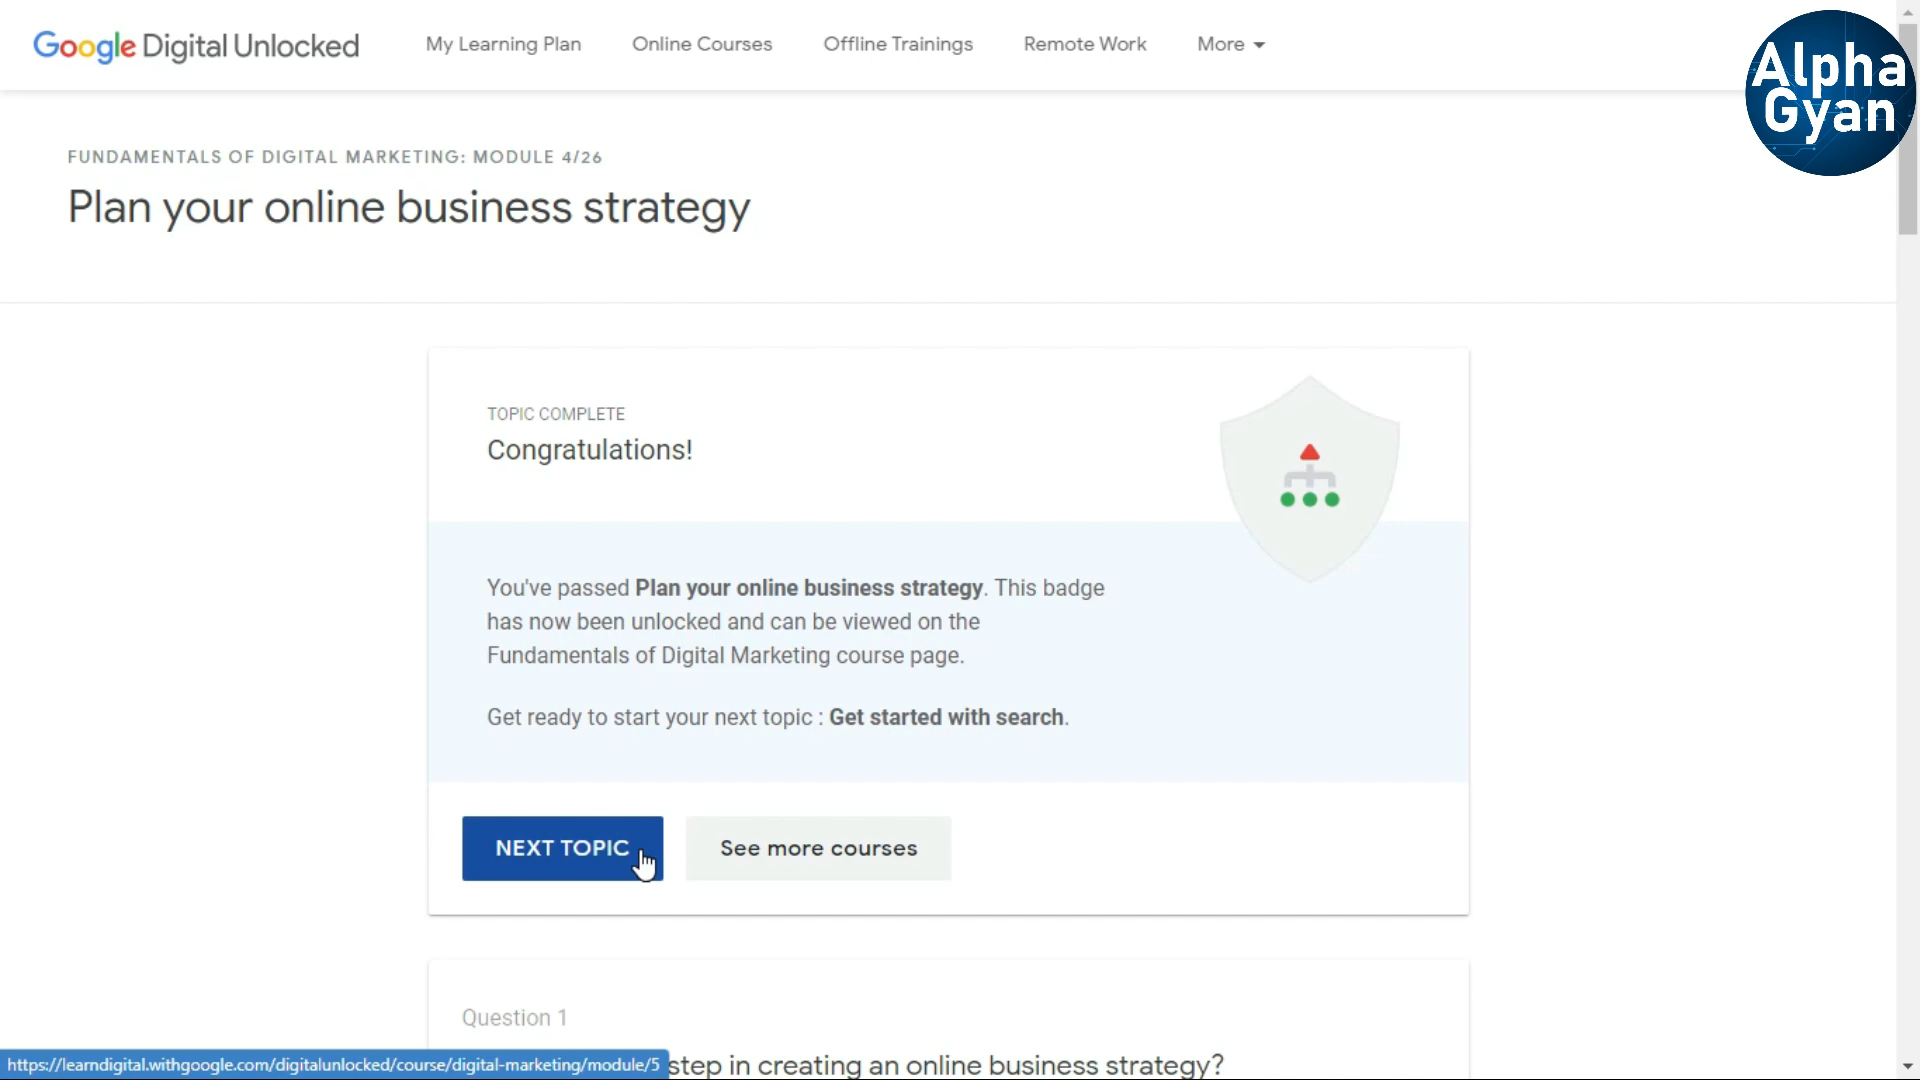 Google Digital Unlocked
My Learning Plan
Online Courses
Offline Trainings
Remote Work
More
Alpha
Gyan
FUNDAMENTALS OF DIGITAL MARKETING: MODULE 4/26
Plan your online business strategy
TOPIC COMPLETE
Congratulations!
You've passed Plan your online business strategy. This badge
has now been unlocked and can be viewed on the
Fundamentals of Digital Marketing course page.
Get ready to start your next topic : Get started with search.
NEXT TOPIC
See more courses
Question 1
step in creating an online business strategy?
https://learndigital.withgoogle.com/digitalunlocked/course/digital-marketing/module/5